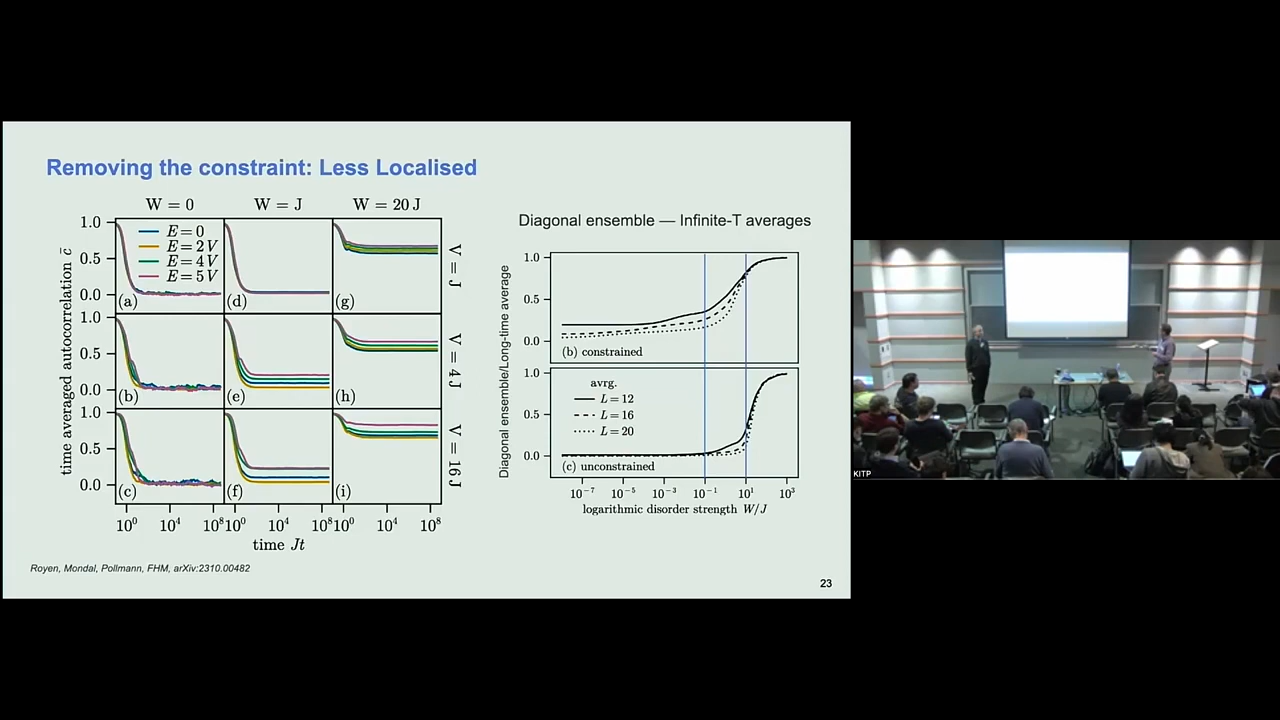 Removing the constraint: Less Localised
W = 0
W = J
W = 20 J
time averaged autocorrelation c̄
1.0
0.5
0.0
E = 0
E = 2 V
E = 4 V
E = 5 V
(a)
(d)
(g)
V = J
1.0
0.5
0.0
(b)
(e)
(h)
V = 4 J
1.0
0.5
0.0
(c)
(f)
(i)
V = 16 J
10⁰ 10⁴ 10⁸
10⁰ 10⁴ 10⁸
10⁰ 10⁴ 10⁸
time Jt
Diagonal ensemble — Infinite-T averages
Diagonal ensemble/Long-time average
1.0
0.5
0.0
(b) constrained
1.0
0.5
0.0
avrg.
L = 12
L = 16
L = 20
(c) unconstrained
10⁻⁷ 10⁻⁵ 10⁻³ 10⁻¹ 10¹ 10³
logarithmic disorder strength W/J
Royen, Mondal, Pollmann, FHM, arXiv:2310.00482
23
KITP